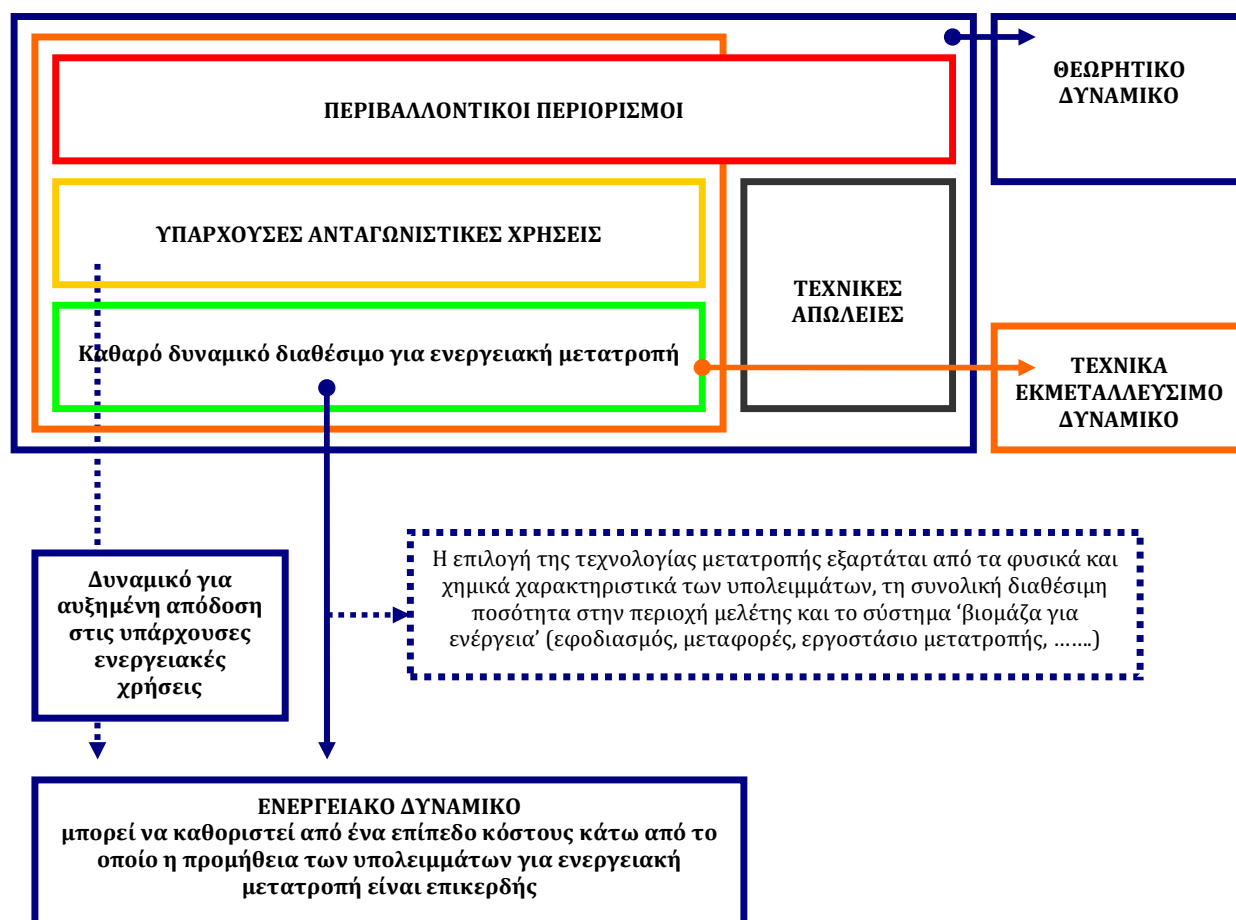 ΠΕΡΙΒΑΛΛΟΝΤΙΚΟΙ ΠΕΡΙΟΡΙΣΜΟΙ
ΘΕΩΡΗΤΙΚΟ
ΔΥΝΑΜΙΚΟ
ΥΠΑΡΧΟΥΣΕΣ ΑΝΤΑΓΩΝΙΣΤΙΚΕΣ ΧΡΗΣΕΙΣ
ΤΕΧΝΙΚΕΣ
ΑΠΩΛΕΙΕΣ
Καθαρό δυναμικό διαθέσιμο για ενεργειακή μετατροπή
ΤΕΧΝΙΚΑ
ΕΚΜΕΤΑΛΛΕΥΣΙΜΟ
ΔΥΝΑΜΙΚΟ
Δυναμικό για
αυξημένη απόδοση
στις υπάρχουσες
ενεργειακές
χρήσεις
Η επιλογή της τεχνολογίας μετατροπής εξαρτάται από τα φυσικά και
χημικά χαρακτηριστικά των υπολειμμάτων, τη συνολική διαθέσιμη
ποσότητα στην περιοχή μελέτης και το σύστημα ‘βιομάζα για
ενέργεια’ (εφοδιασμός, μεταφορές, εργοστάσιο μετατροπής, …….)
ΕΝΕΡΓΕΙΑΚΟ ΔΥΝΑΜΙΚΟ
μπορεί να καθοριστεί από ένα επίπεδο κόστους κάτω από το
οποίο η προμήθεια των υπολειμμάτων για ενεργειακή
μετατροπή είναι επικερδής